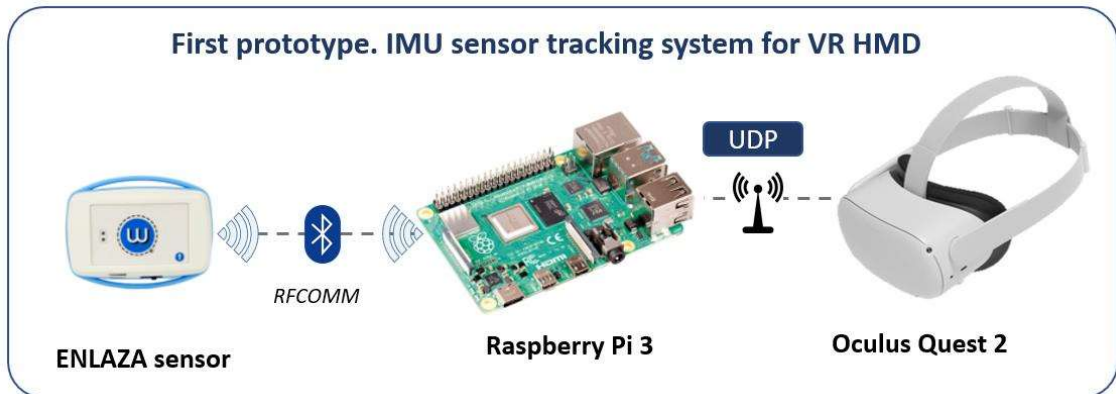 First prototype. IMU sensor tracking system for VR HMD
UDP
RFCOMM
HDMI
ENLAZA sensor
Raspberry Pi 3
Oculus Quest 2